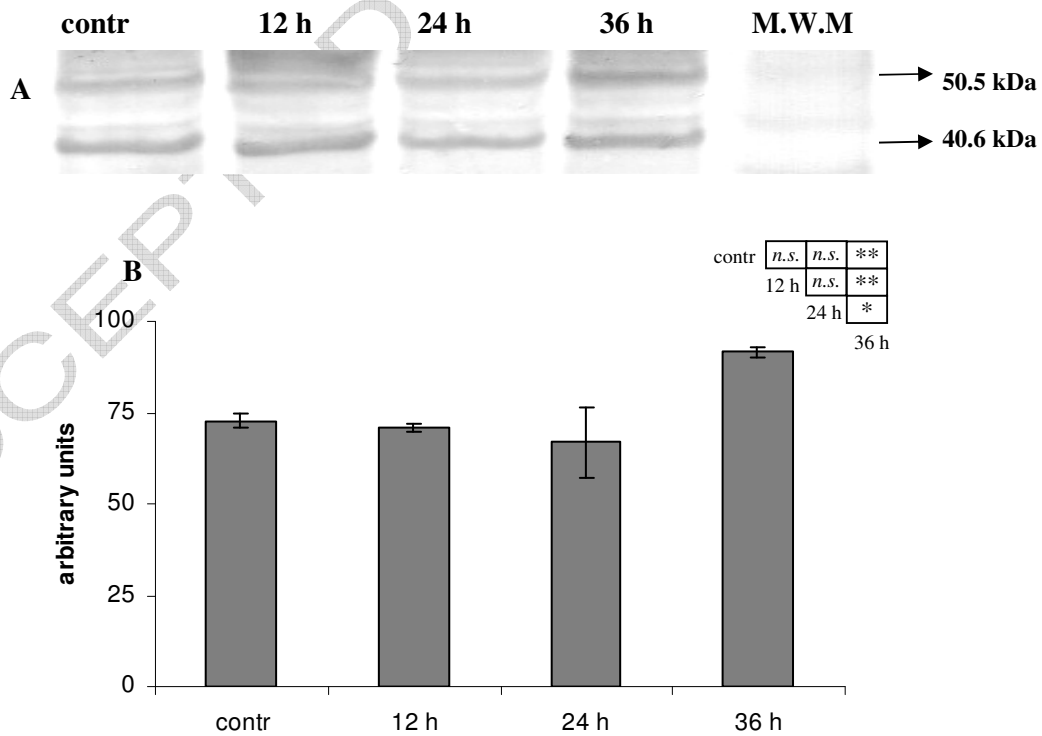 contr 12 h 24 h 36 h M.W.M
A
50.5 kDa
40.6 kDa
B
contr n.s. n.s. **
12 h n.s. **
24 h *
36 h
100
75
50
25
0
arbitrary units
contr 12 h 24 h 36 h